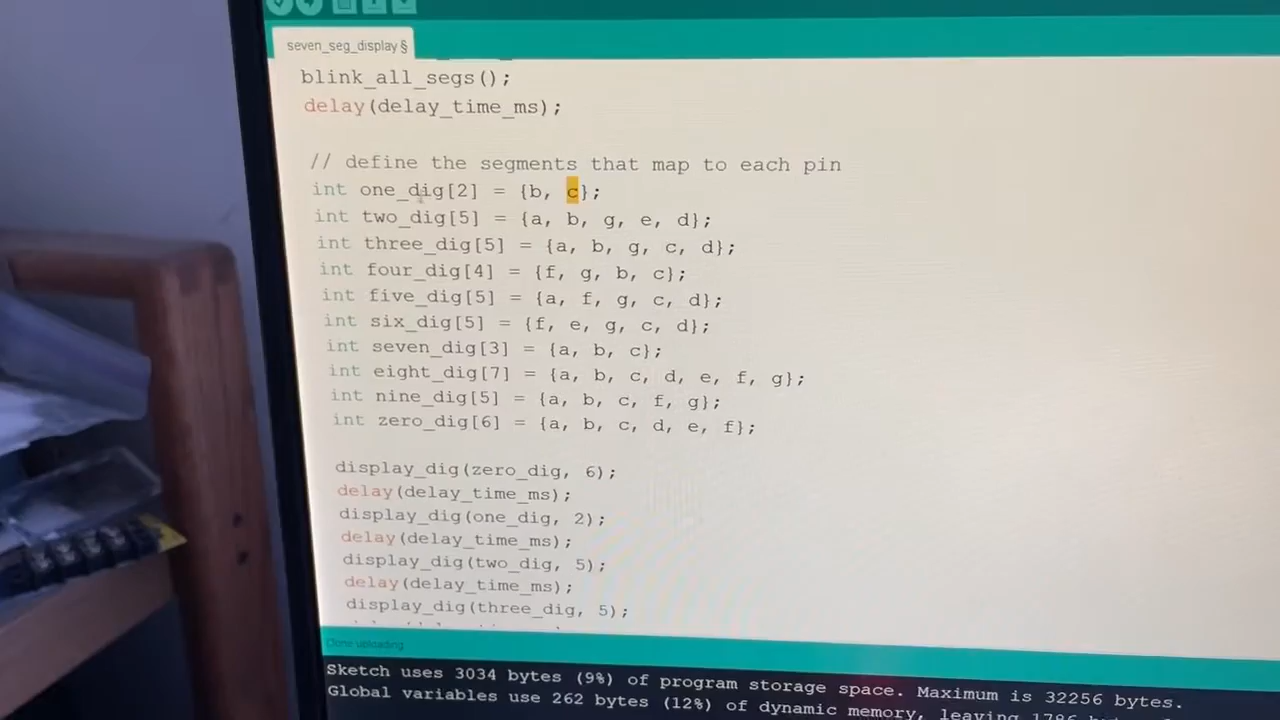 seven_seg_display §
blink_all_segs();
delay(delay_time_ms);
// define the segments that map to each pin
int one_dig[2] = {b, c};
int two_dig[5] = {a, b, g, e, d};
int three_dig[5] = {a, b, g, c, d};
int four_dig[4] = {f, g, b, c};
int five_dig[5] = {a, f, g, c, d};
int six_dig[5] = {f, e, g, c, d};
int seven_dig[3] = {a, b, c};
int eight_dig[7] = {a, b, c, d, e, f, g};
int nine_dig[5] = {a, b, c, f, g};
int zero_dig[6] = {a, b, c, d, e, f};
display_dig(zero_dig, 6);
delay(delay_time_ms);
display_dig(one_dig, 2);
delay(delay_time_ms);
display_dig(two_dig, 5);
delay(delay_time_ms);
display_dig(three_dig, 5);
Done uploading
Sketch uses 3034 bytes (9%) of program storage space. Maximum is 32256 bytes.
Global variables use 262 bytes (12%) of dynamic memory, leaving 1786